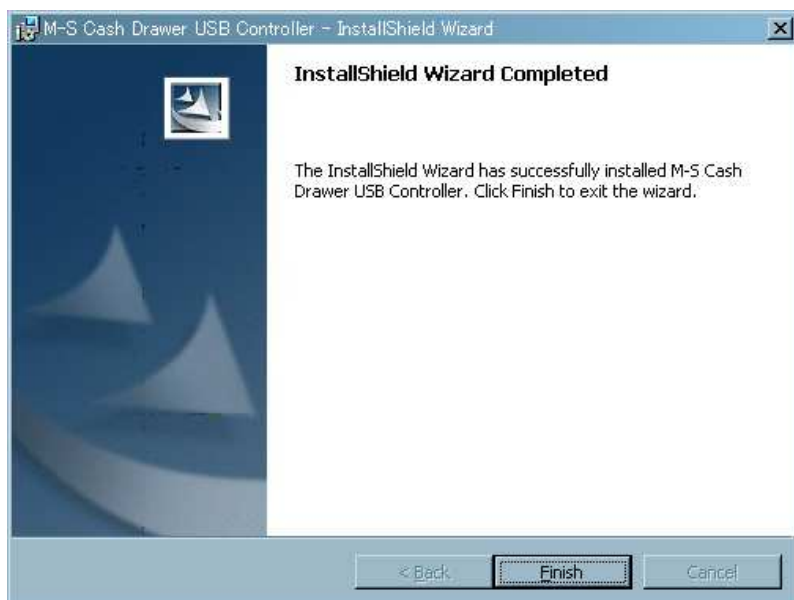 M-S Cash Drawer USB Controller - InstallShield Wizard
InstallShield Wizard Completed
The InstallShield Wizard has successfully installed M-S Cash
Drawer USB Controller. Click Finish to exit the wizard.
< Back
Finish
Cancel